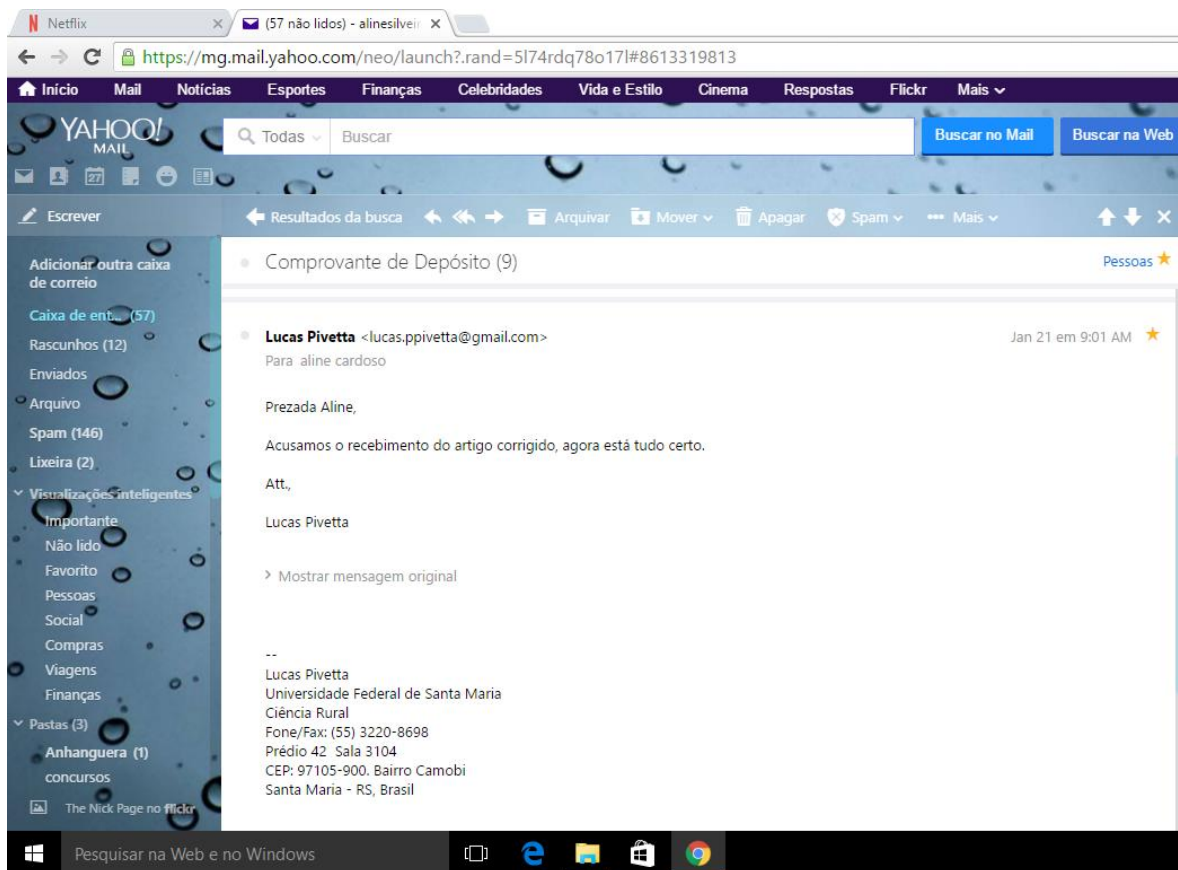 Netflix
(57 não lidos) - alinesilveir
https://mg.mail.yahoo.com/neo/launch?.rand=5l74rdq78o17l#8613319813
Início Mail Notícias Esportes Finanças Celebridades Vida e Estilo Cinema Respostas Flickr Mais
YAHOO!
MAIL
Todas Buscar Buscar no Mail Buscar na Web
27
Escrever Resultados da busca Arquivar Mover Apagar Spam Mais
Adicionar outra caixa
de correio
Caixa de ent... (57)
Rascunhos (12)
Enviados
Arquivo
Spam (146)
Lixeira (2)
Visualizações inteligentes
Importante
Não lido
Favorito
Pessoas
Social
Compras
Viagens
Finanças
Pastas (3)
Anhanguera (1)
concursos
The Nick Page no flickr
Comprovante de Depósito (9) Pessoas
Lucas Pivetta <lucas.ppivetta@gmail.com> Jan 21 em 9:01 AM
Para aline cardoso
Prezada Aline,
Acusamos o recebimento do artigo corrigido, agora está tudo certo.
Att.,
Lucas Pivetta
Mostrar mensagem original
--
Lucas Pivetta
Universidade Federal de Santa Maria
Ciência Rural
Fone/Fax: (55) 3220-8698
Prédio 42 Sala 3104
CEP: 97105-900. Bairro Camobi
Santa Maria - RS, Brasil
Pesquisar na Web e no Windows